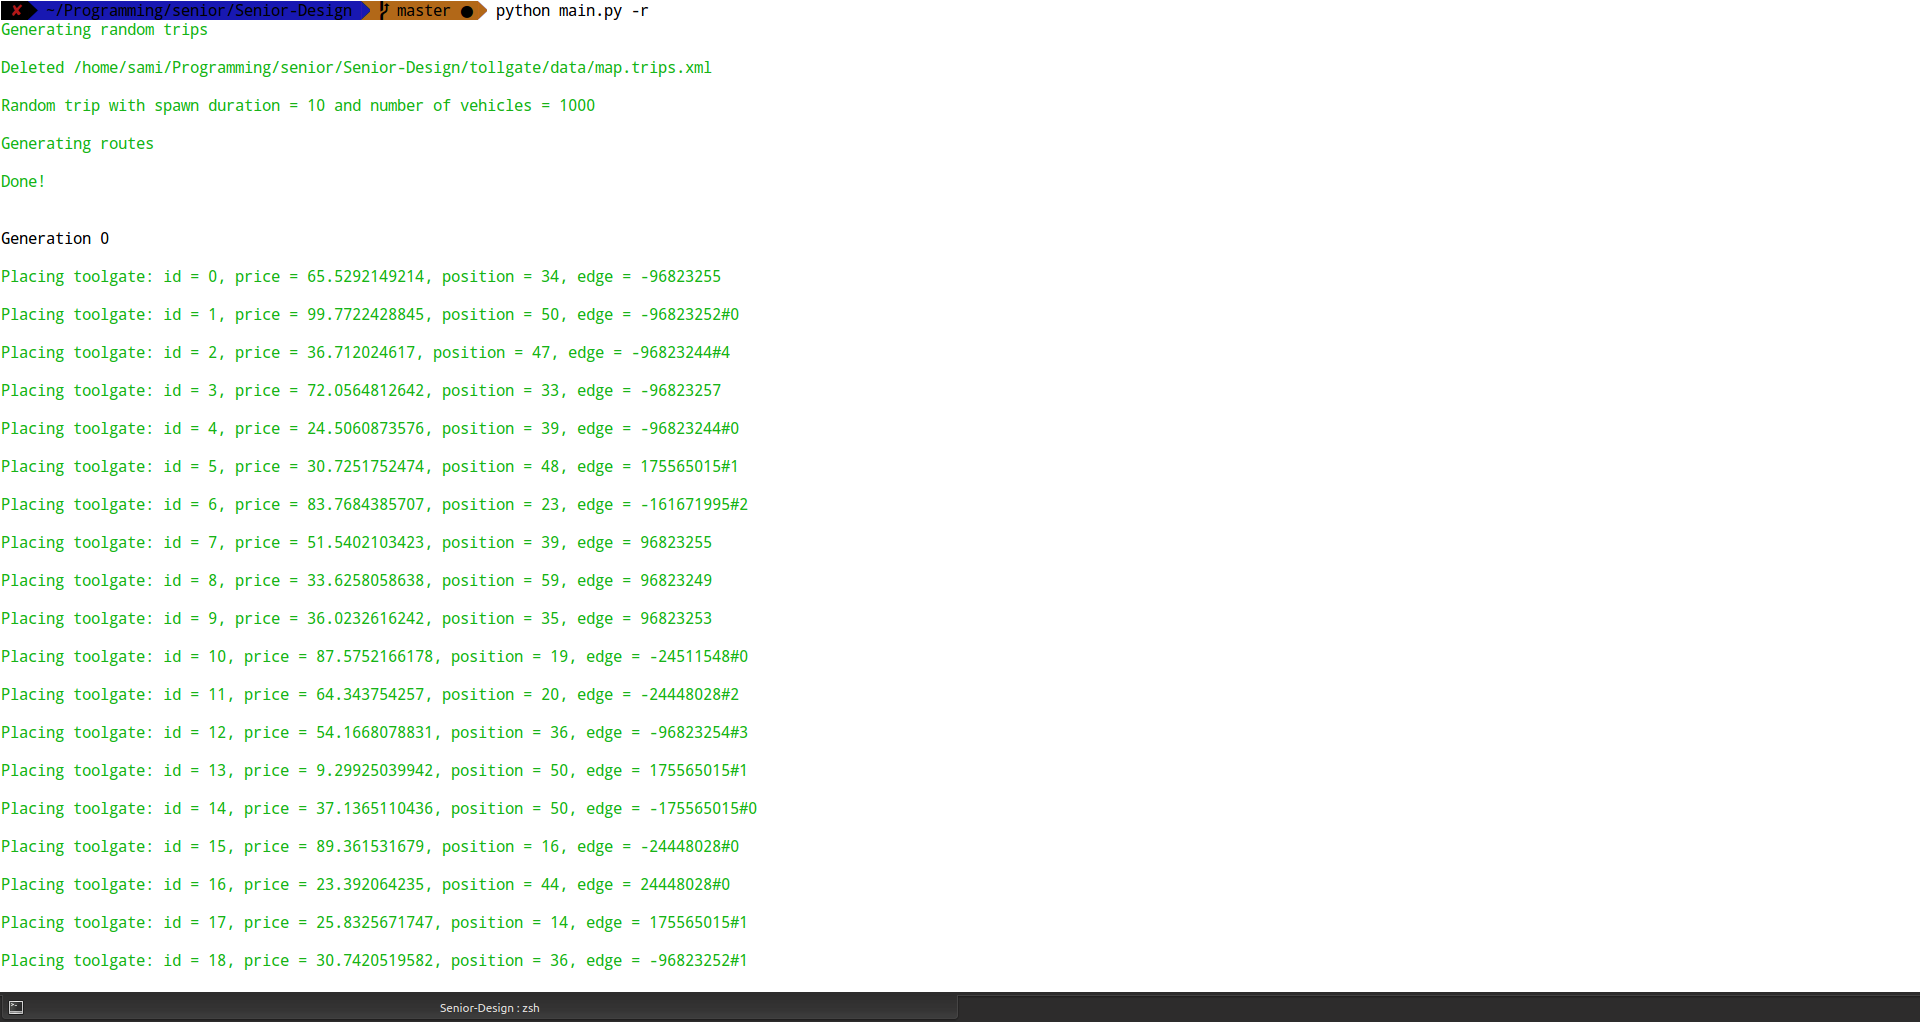 ✘ ~/Programming/senior/Senior-Design master ● python main.py -r
Generating random trips
Deleted /home/sami/Programming/senior/Senior-Design/tollgate/data/map.trips.xml
Random trip with spawn duration = 10 and number of vehicles = 1000
Generating routes
Done!
Generation 0
Placing toolgate: id = 0, price = 65.5292149214, position = 34, edge = -96823255
Placing toolgate: id = 1, price = 99.7722428845, position = 50, edge = -96823252#0
Placing toolgate: id = 2, price = 36.712024617, position = 47, edge = -96823244#4
Placing toolgate: id = 3, price = 72.0564812642, position = 33, edge = -96823257
Placing toolgate: id = 4, price = 24.5060873576, position = 39, edge = -96823244#0
Placing toolgate: id = 5, price = 30.7251752474, position = 48, edge = 175565015#1
Placing toolgate: id = 6, price = 83.7684385707, position = 23, edge = -161671995#2
Placing toolgate: id = 7, price = 51.5402103423, position = 39, edge = 96823255
Placing toolgate: id = 8, price = 33.6258058638, position = 59, edge = 96823249
Placing toolgate: id = 9, price = 36.0232616242, position = 35, edge = 96823253
Placing toolgate: id = 10, price = 87.5752166178, position = 19, edge = -24511548#0
Placing toolgate: id = 11, price = 64.343754257, position = 20, edge = -24448028#2
Placing toolgate: id = 12, price = 54.1668078831, position = 36, edge = -96823254#3
Placing toolgate: id = 13, price = 9.29925039942, position = 50, edge = 175565015#1
Placing toolgate: id = 14, price = 37.1365110436, position = 50, edge = -175565015#0
Placing toolgate: id = 15, price = 89.361531679, position = 16, edge = -24448028#0
Placing toolgate: id = 16, price = 23.392064235, position = 44, edge = 24448028#0
Placing toolgate: id = 17, price = 25.8325671747, position = 14, edge = 175565015#1
Placing toolgate: id = 18, price = 30.7420519582, position = 36, edge = -96823252#1
Senior-Design : zsh